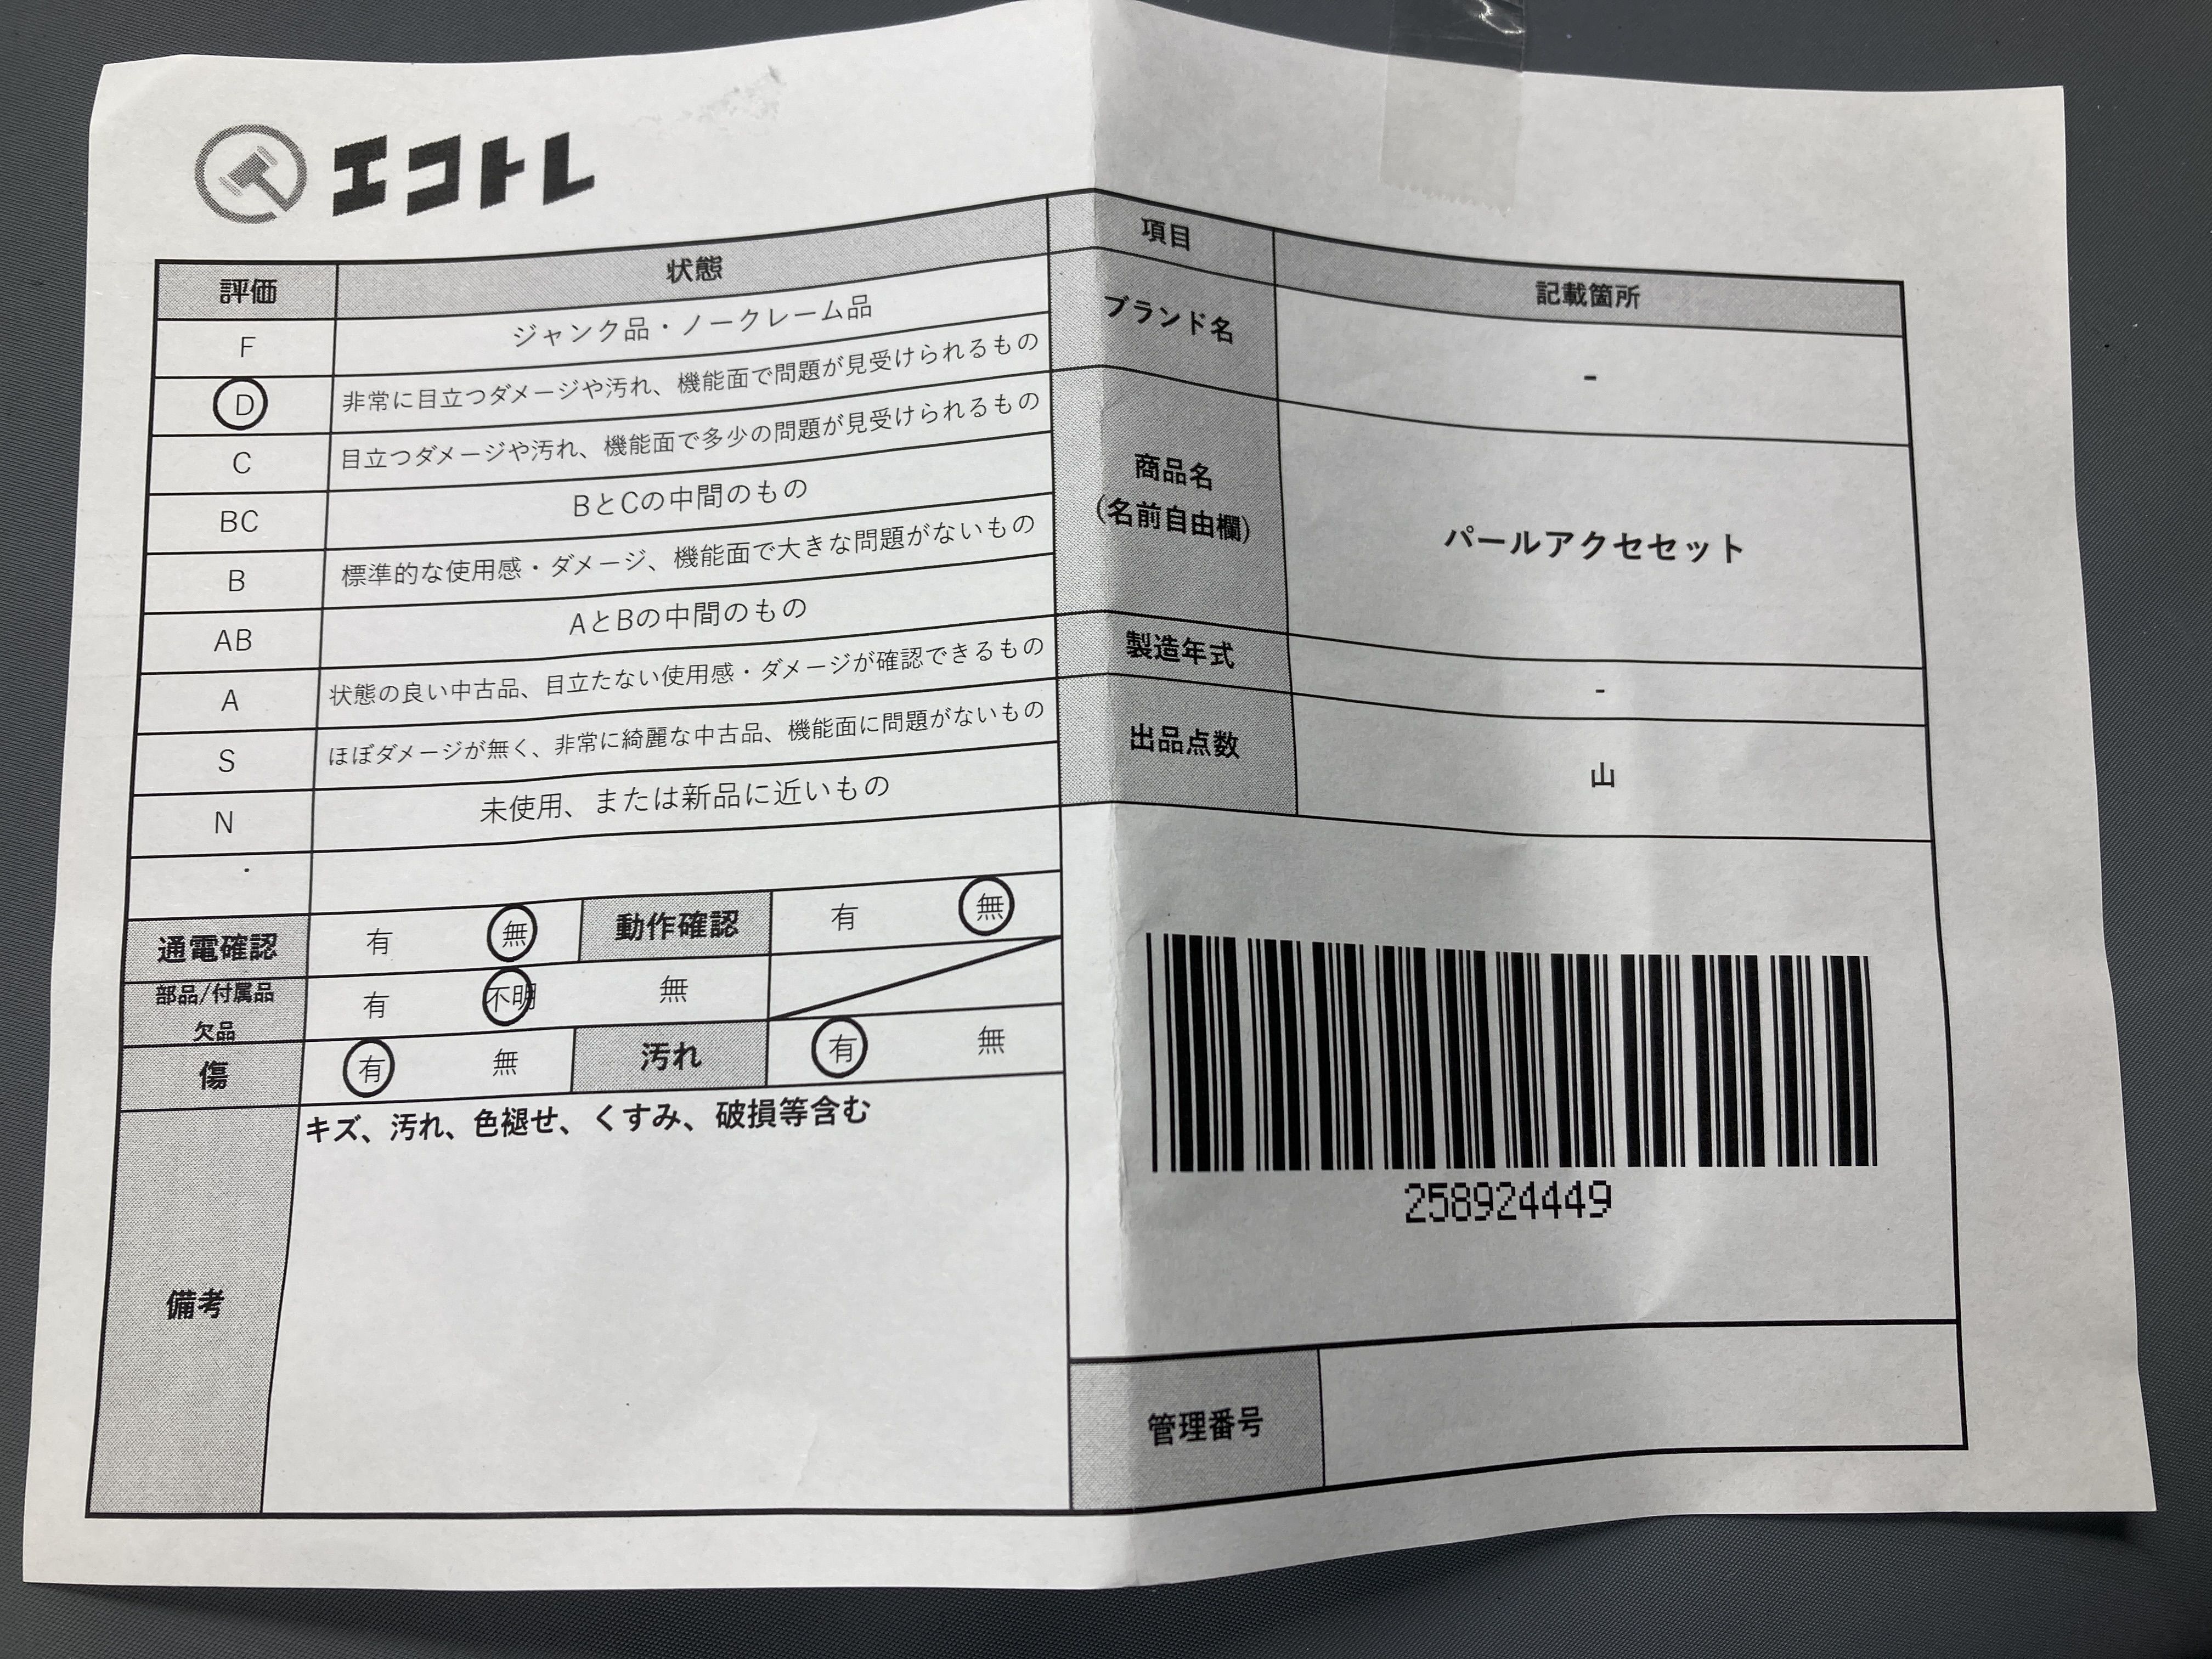 エコトレ
評価 状態
F ジャンク品・ノークレーム品
D 非常に目立つダメージや汚れ、機能面で問題が見受けられるもの
C 目立つダメージや汚れ、機能面で多少の問題が見受けられるもの
BC BとCの中間のもの
B 標準的な使用感・ダメージ、機能面で大きな問題がないもの
AB AとBの中間のもの
A 状態の良い中古品、目立たない使用感・ダメージが確認できるもの
S ほぼダメージが無く、非常に綺麗な中古品、機能面に問題がないもの
N 未使用、または新品に近いもの
通電確認 有 無 動作確認 有 無
部品/付属品
欠品 有 不明 無
傷 有 無 汚れ 有 無
備考 キズ、汚れ、色褪せ、くすみ、破損等含む
項目 記載箇所
ブランド名 -
商品名
(名前自由欄) パールアクセセット
製造年式 -
出品点数 山
258924449
管理番号